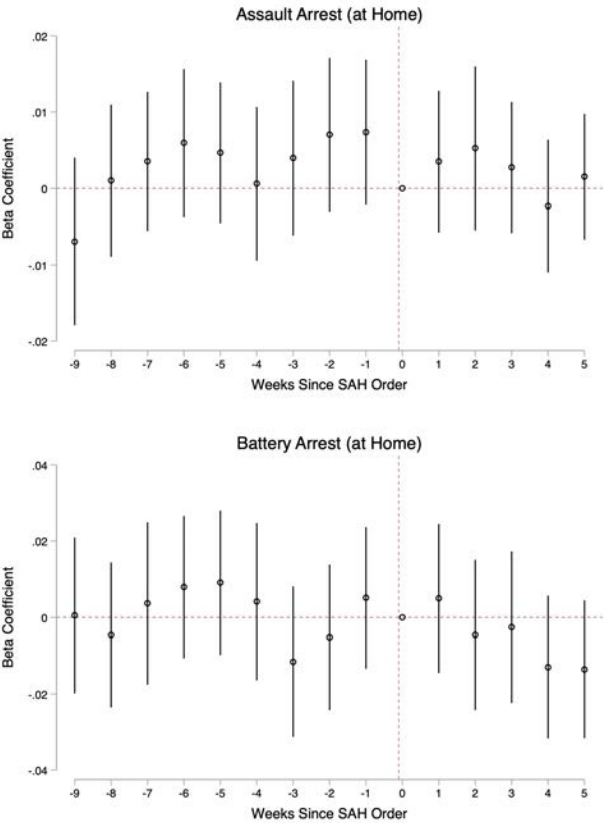 Assault Arrest (at Home)
.02
.01
0
-.01
-.02
Beta Coefficient
-9 -8 -7 -6 -5 -4 -3 -2 -1 0 1 2 3 4 5
Weeks Since SAH Order
Battery Arrest (at Home)
.04
.02
0
-.02
-.04
Beta Coefficient
-9 -8 -7 -6 -5 -4 -3 -2 -1 0 1 2 3 4 5
Weeks Since SAH Order